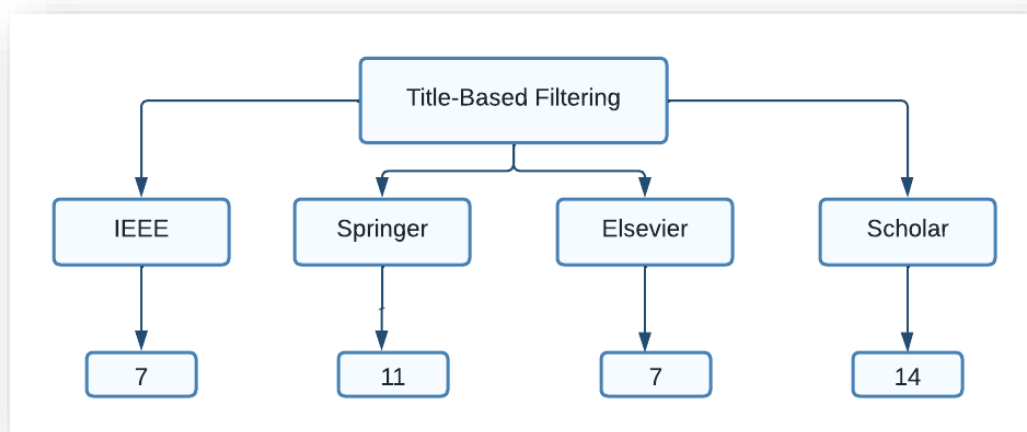 Title-Based Filtering
IEEE
Springer
Elsevier
Scholar
7
11
7
14